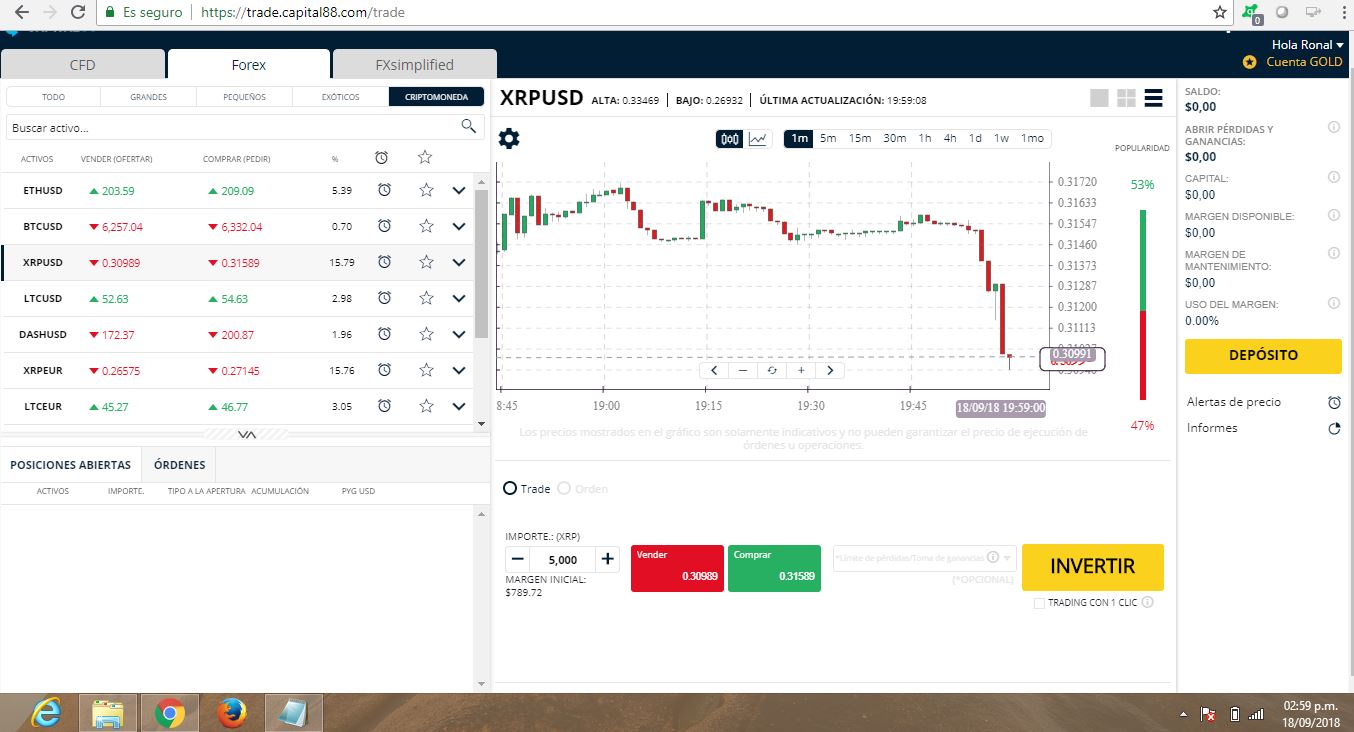 Es seguro | https://trade.capital88.com/trade
0
Hola Ronal
Cuenta GOLD
CFD Forex FXsimplified
TODO GRANDES PEQUEÑOS EXÓTICOS CRIPTOMONEDA
Buscar activo...
ACTIVOS VENDER (OFERTAR) COMPRAR (PEDIR) %
ETHUSD 203.59 209.09 5.39
BTCUSD 6,257.04 6,332.04 0.70
XRPUSD 0.30989 0.31589 15.79
LTCUSD 52.63 54.63 2.98
DASHUSD 172.37 200.87 1.96
XRPEUR 0.26575 0.27145 15.76
LTCEUR 45.27 46.77 3.05
POSICIONES ABIERTAS ÓRDENES
ACTIVOS IMPORTE. TIPO A LA APERTURA ACUMULACIÓN PYG USD
XRPUSD ALTA: 0.33469 | BAJO: 0.26932 | ÚLTIMA ACTUALIZACIÓN: 19:59:08
1m 5m 15m 30m 1h 4h 1d 1w 1mo
POPULARIDAD
53%
0.31720
0.31633
0.31547
0.31460
0.31373
0.31287
0.31200
0.31113
0.30991
47%
8:45 19:00 19:15 19:30 19:45 18/09/18 19:59:00
Los precios mostrados en el gráfico son solamente indicativos y no pueden garantizar el precio de ejecución de
órdenes u operaciones.
Trade Orden
IMPORTE.: (XRP)
− 5,000 +
MARGEN INICIAL:
$789.72
Vender
0.30989
Comprar
0.31589
*Límite de pérdidas/Toma de ganancias
(*OPCIONAL)
INVERTIR
TRADING CON 1 CLIC
SALDO:
$0,00
ABRIR PÉRDIDAS Y
GANANCIAS:
$0,00
CAPITAL:
$0,00
MARGEN DISPONIBLE:
$0,00
MARGEN DE
MANTENIMIENTO:
$0,00
USO DEL MARGEN:
0.00%
DEPÓSITO
Alertas de precio
Informes
02:59 p.m.
18/09/2018